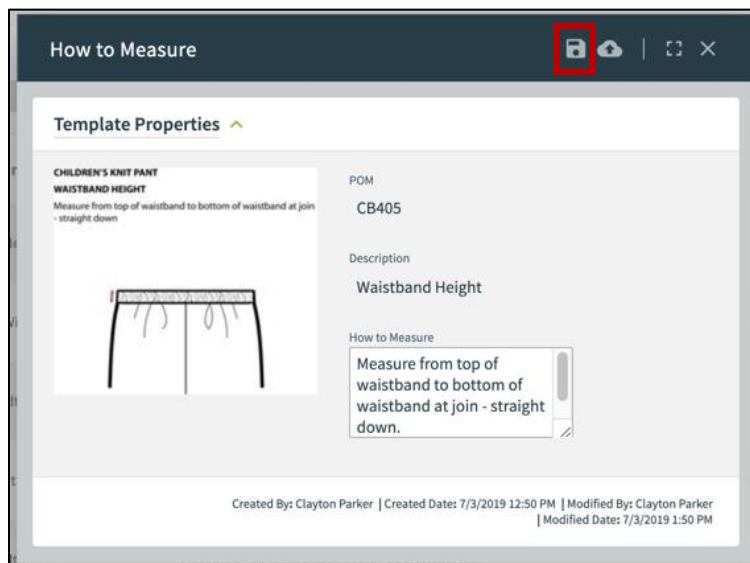 How to Measure
Template Properties
CHILDREN'S KNIT PANT
WAISTBAND HEIGHT
Measure from top of waistband to bottom of waistband at join
- straight down
POM
CB405
Description
Waistband Height
How to Measure
Measure from top of
waistband to bottom of
waistband at join - straight
down.
Created By: Clayton Parker | Created Date: 7/3/2019 12:50 PM | Modified By: Clayton Parker
| Modified Date: 7/3/2019 1:50 PM